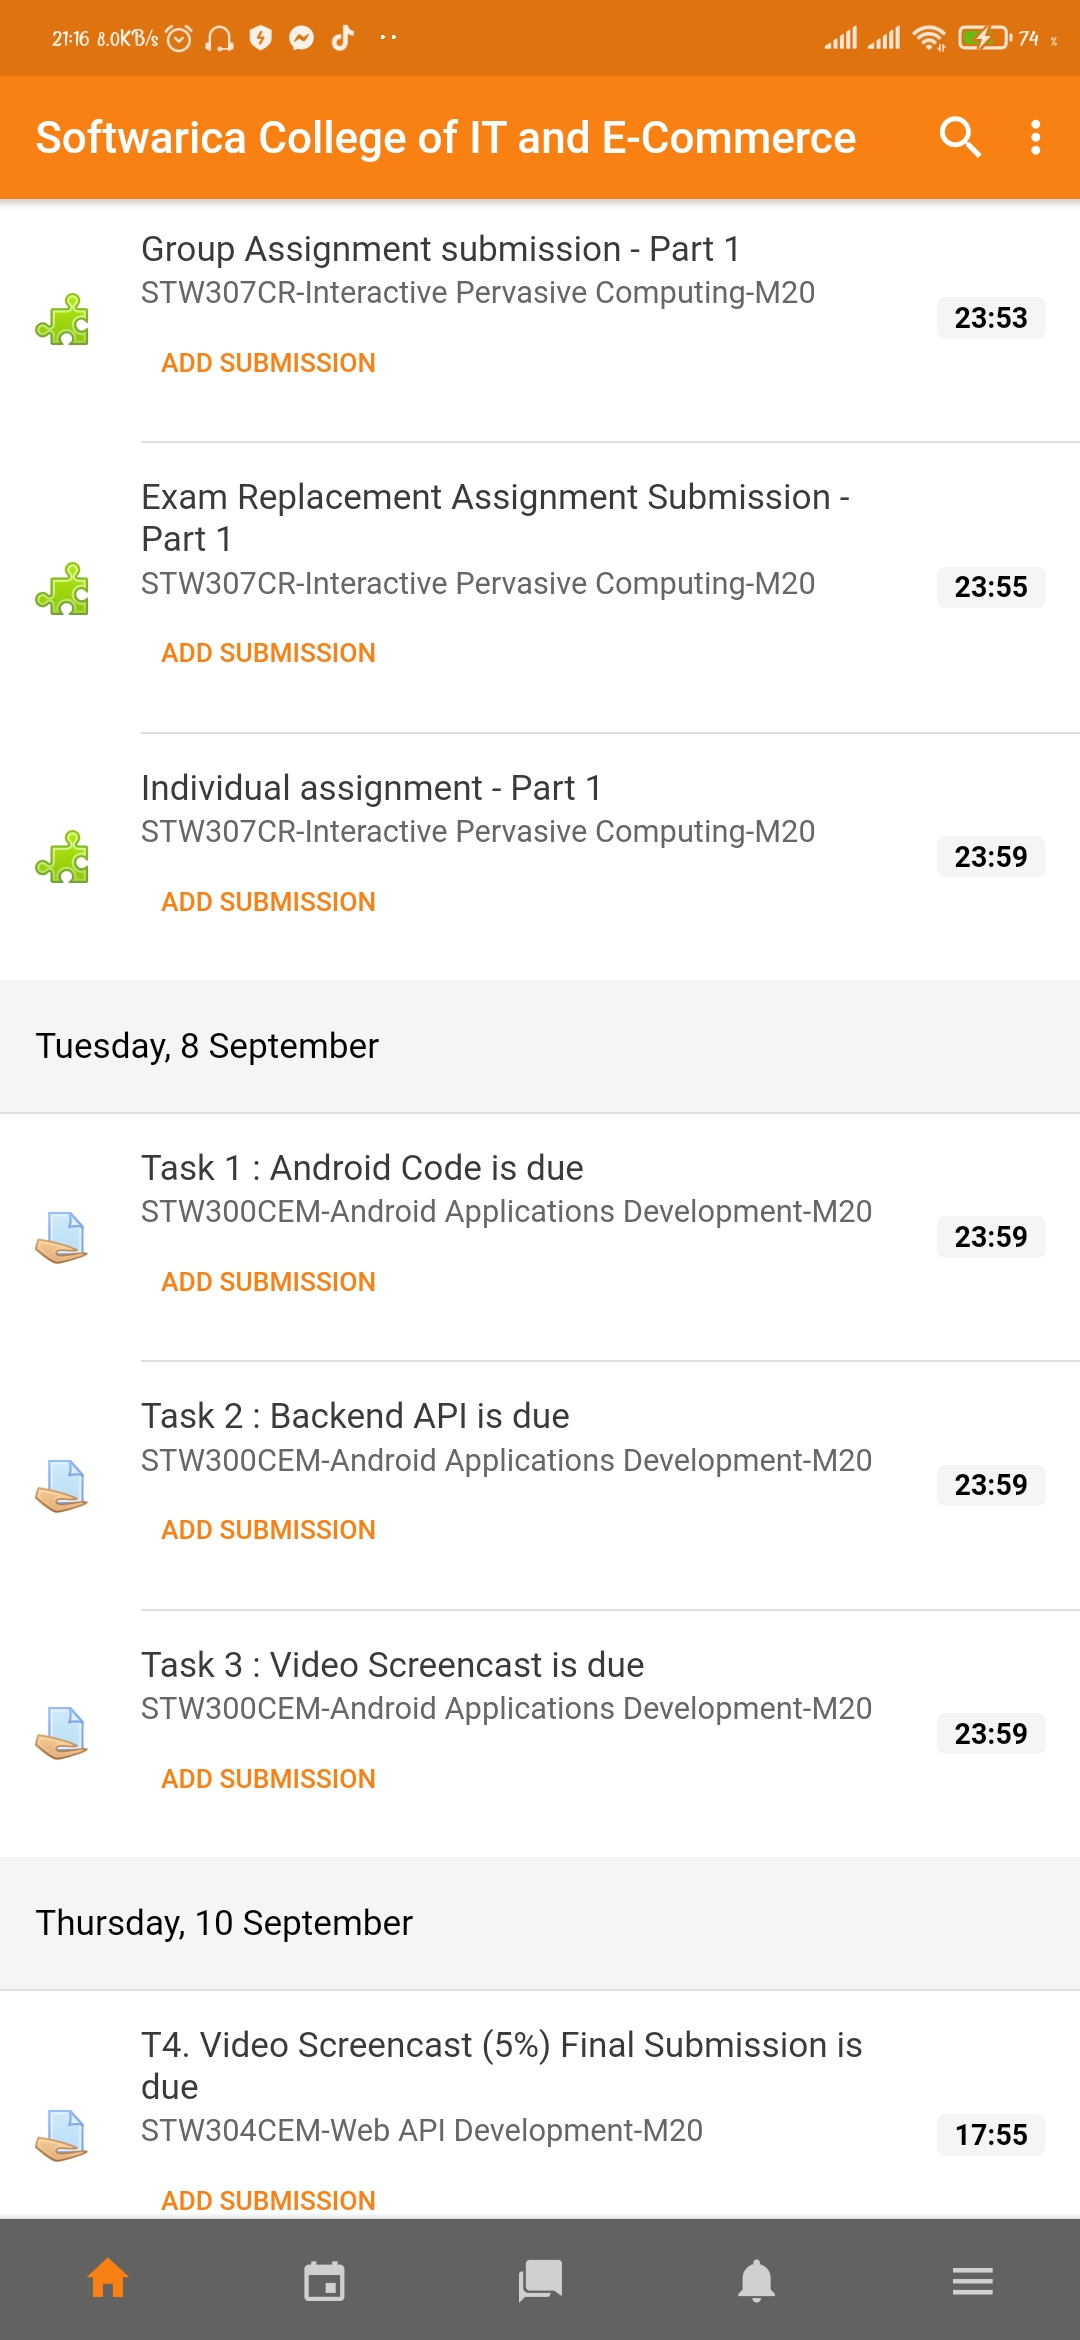 21:16 8.0KB/s
74 %
Softwarica College of IT and E-Commerce
Group Assignment submission - Part 1
STW307CR-Interactive Pervasive Computing-M20
23:53
ADD SUBMISSION
Exam Replacement Assignment Submission -
Part 1
STW307CR-Interactive Pervasive Computing-M20
23:55
ADD SUBMISSION
Individual assignment - Part 1
STW307CR-Interactive Pervasive Computing-M20
23:59
ADD SUBMISSION
Tuesday, 8 September
Task 1 : Android Code is due
STW300CEM-Android Applications Development-M20
23:59
ADD SUBMISSION
Task 2 : Backend API is due
STW300CEM-Android Applications Development-M20
23:59
ADD SUBMISSION
Task 3 : Video Screencast is due
STW300CEM-Android Applications Development-M20
23:59
ADD SUBMISSION
Thursday, 10 September
T4. Video Screencast (5%) Final Submission is
due
STW304CEM-Web API Development-M20
17:55
ADD SUBMISSION